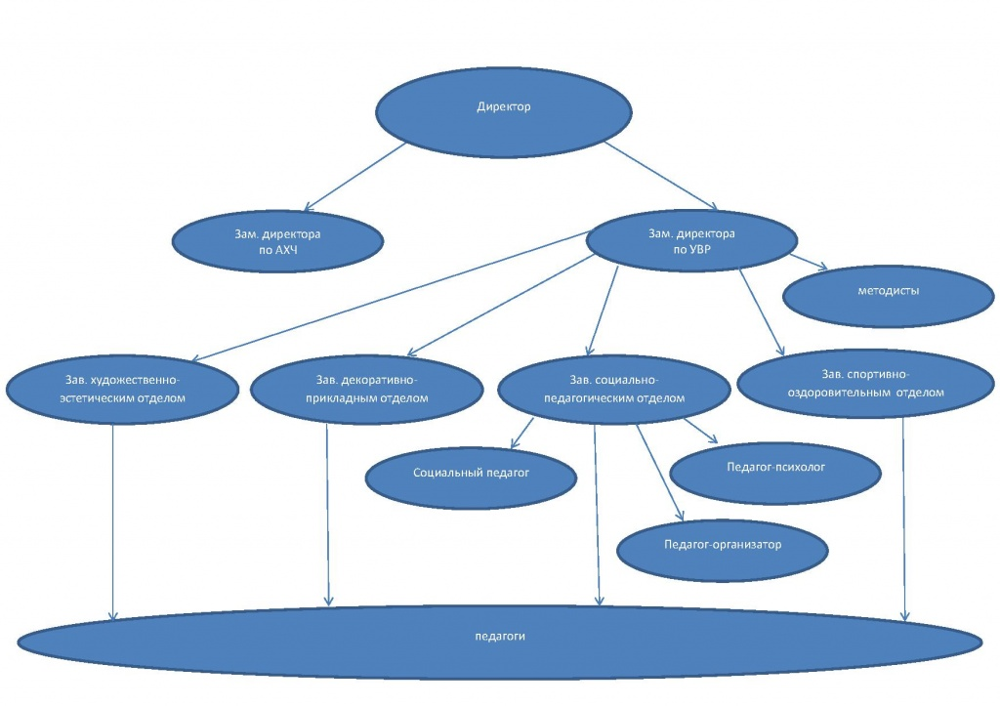 Директор
Зам. директора
по АХЧ
Зам. директора
по УВР
методисты
Зав. художественно-
эстетическим отделом
Зав. декоративно-
прикладным отделом
Зав. социально-
педагогическим отделом
Зав. спортивно-
оздоровительным отделом
Социальный педагог
Педагог-психолог
Педагог-организатор
педагоги